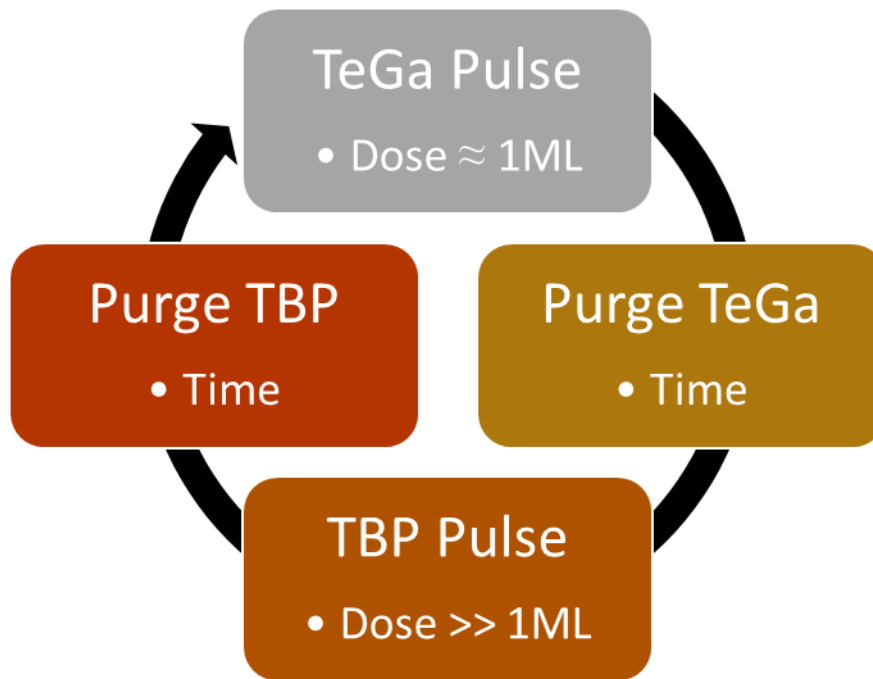 TeGa Pulse
• Dose ≈ 1ML
Purge TBP
• Time
Purge TeGa
• Time
TBP Pulse
• Dose >> 1ML